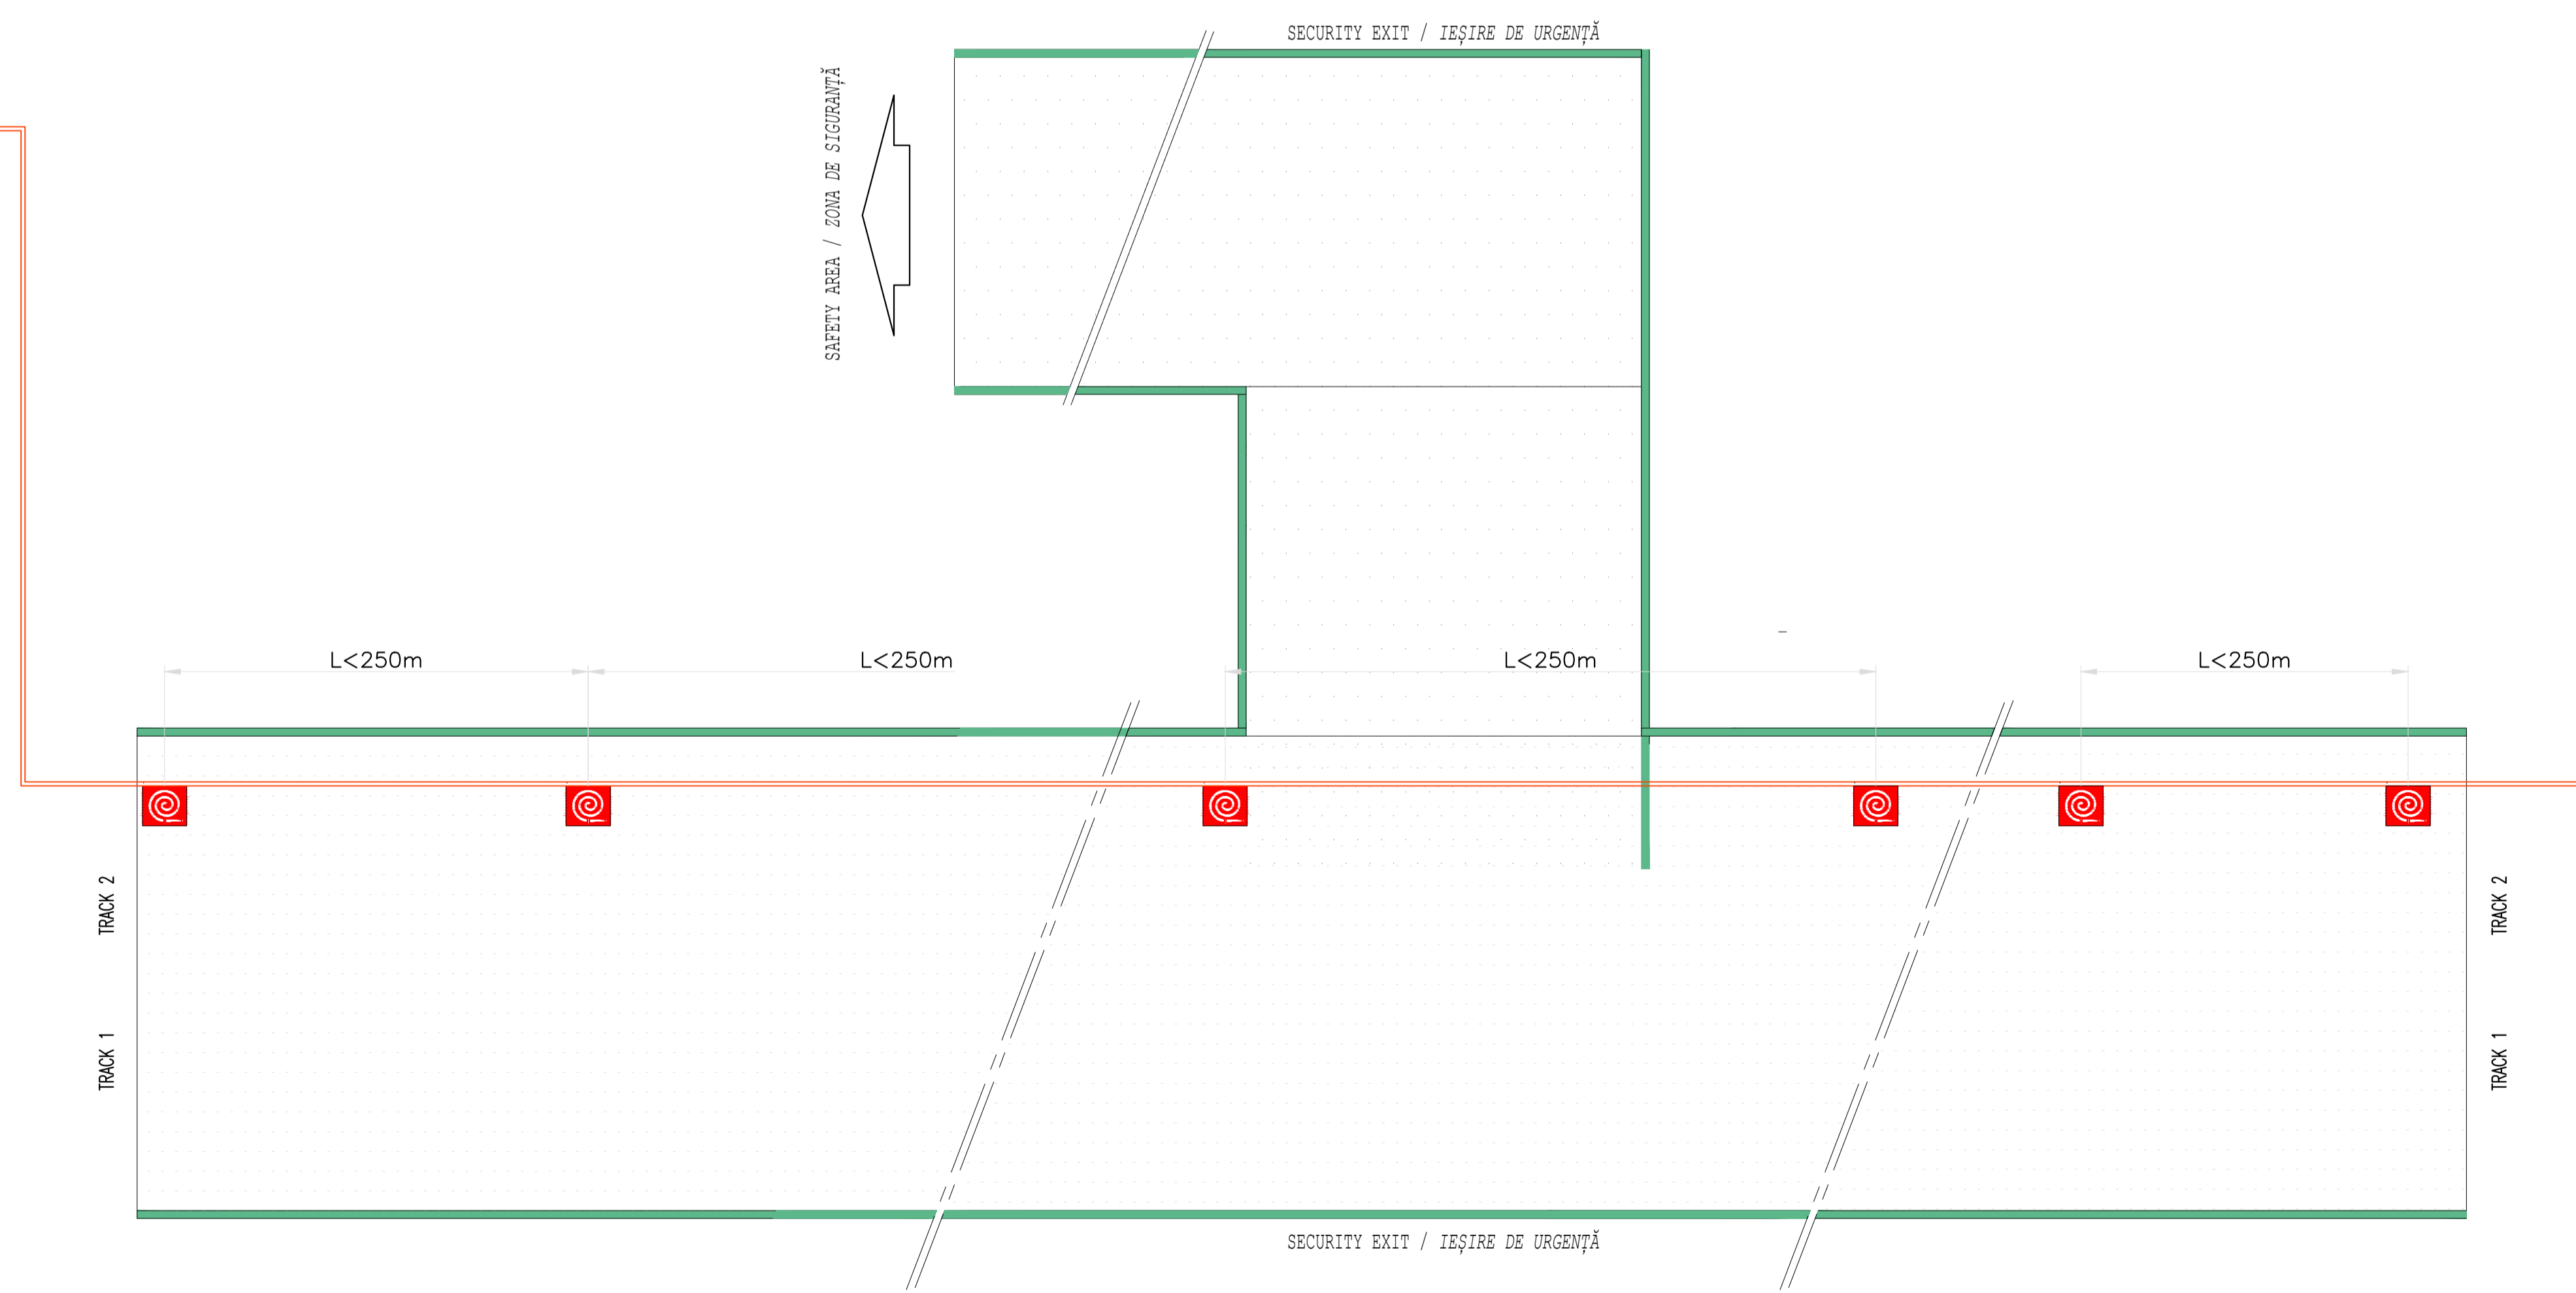 SECURITY EXIT / IEȘIRE DE URGENȚĂ
SAFETY AREA / ZONA DE SIGURANȚĂ
L<250m
L<250m
L<250m
L<250m
TRACK 2
TRACK 2
TRACK 1
TRACK 1
SECURITY EXIT / IEȘIRE DE URGENȚĂ